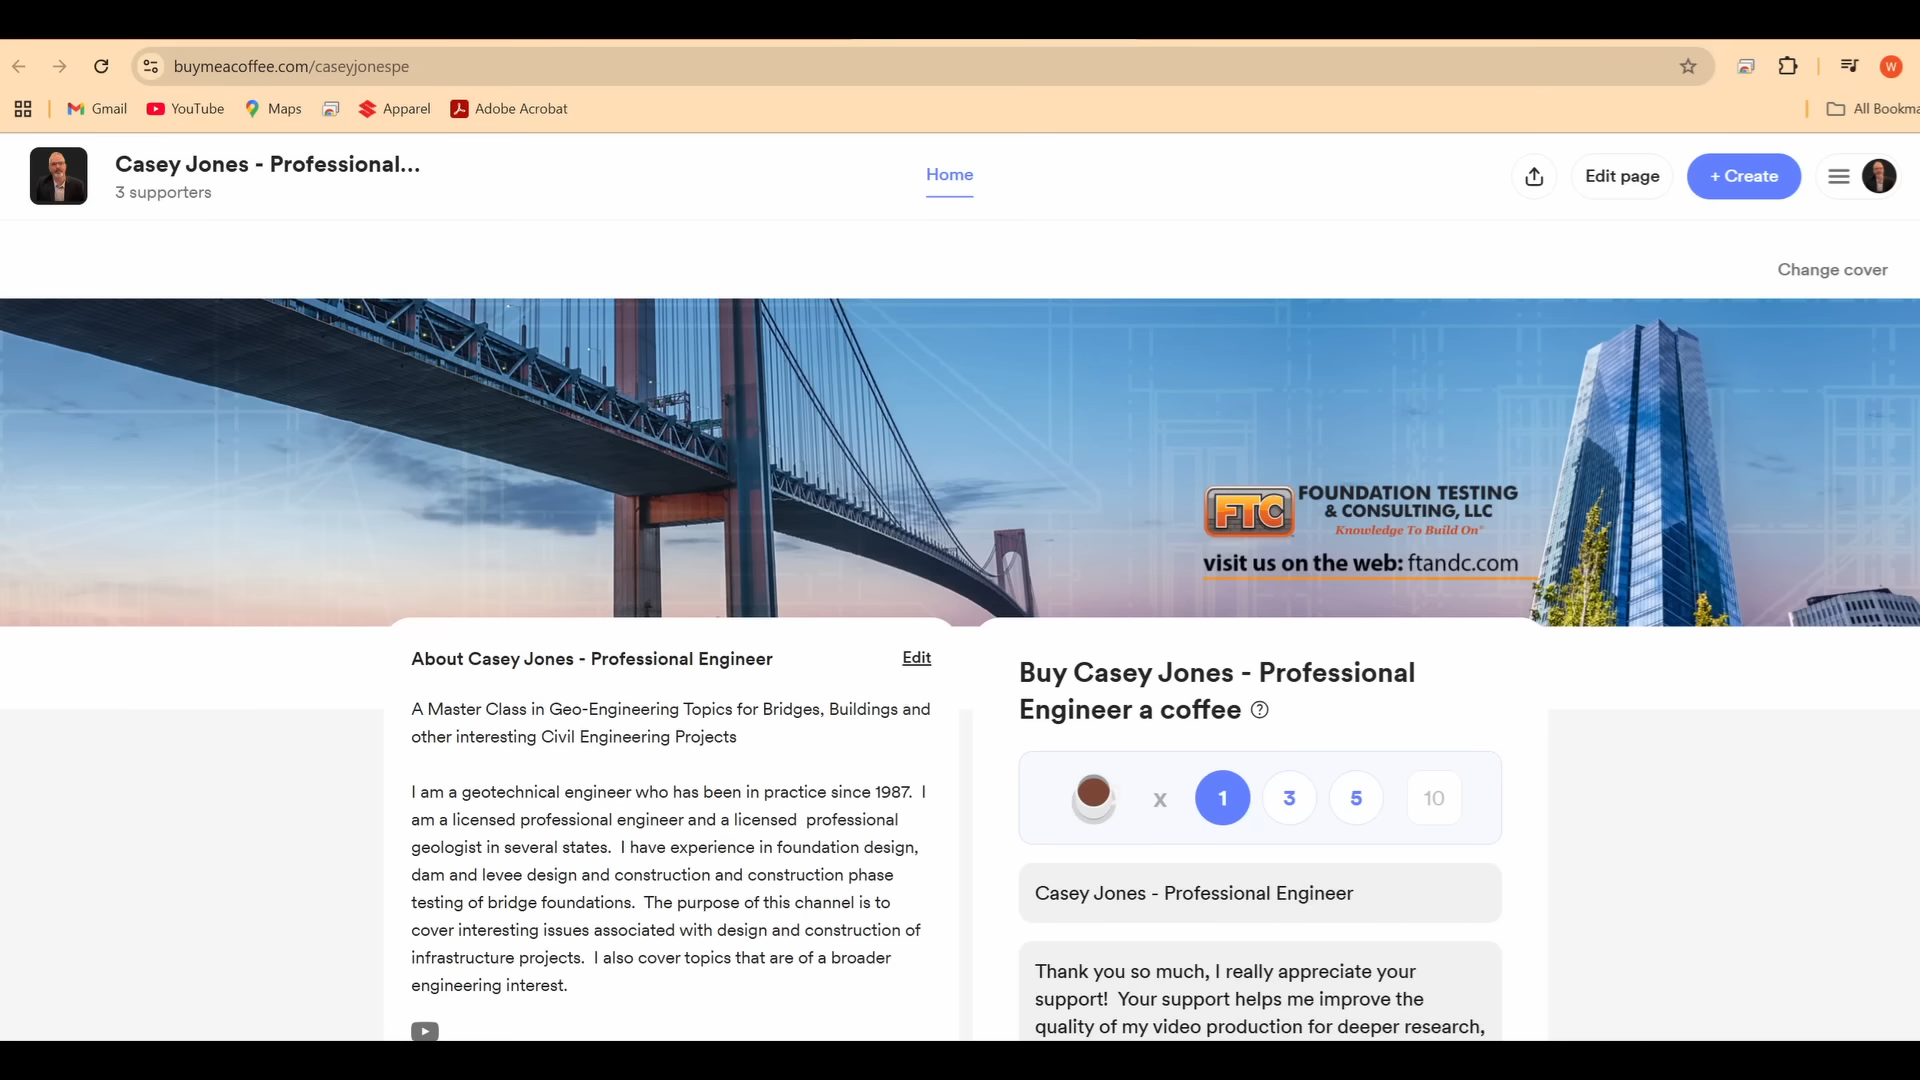 buymeacoffee.com/caseyjonespe
W
Gmail
YouTube
Maps
Apparel
Adobe Acrobat
All Bookma
Casey Jones - Professional...
3 supporters
Home
Edit page
+ Create
Change cover
FTC
FOUNDATION TESTING
& CONSULTING, LLC
Knowledge To Build On®
visit us on the web: ftandc.com
About Casey Jones - Professional Engineer
Edit
A Master Class in Geo-Engineering Topics for Bridges, Buildings and
other interesting Civil Engineering Projects
I am a geotechnical engineer who has been in practice since 1987.  I
am a licensed professional engineer and a licensed  professional
geologist in several states.  I have experience in foundation design,
dam and levee design and construction and construction phase
testing of bridge foundations.  The purpose of this channel is to
cover interesting issues associated with design and construction of
infrastructure projects.  I also cover topics that are of a broader
engineering interest.
Buy Casey Jones - Professional
Engineer a coffee ?
x 1 3 5 10
Casey Jones - Professional Engineer
Thank you so much, I really appreciate your
support!  Your support helps me improve the
quality of my video production for deeper research,